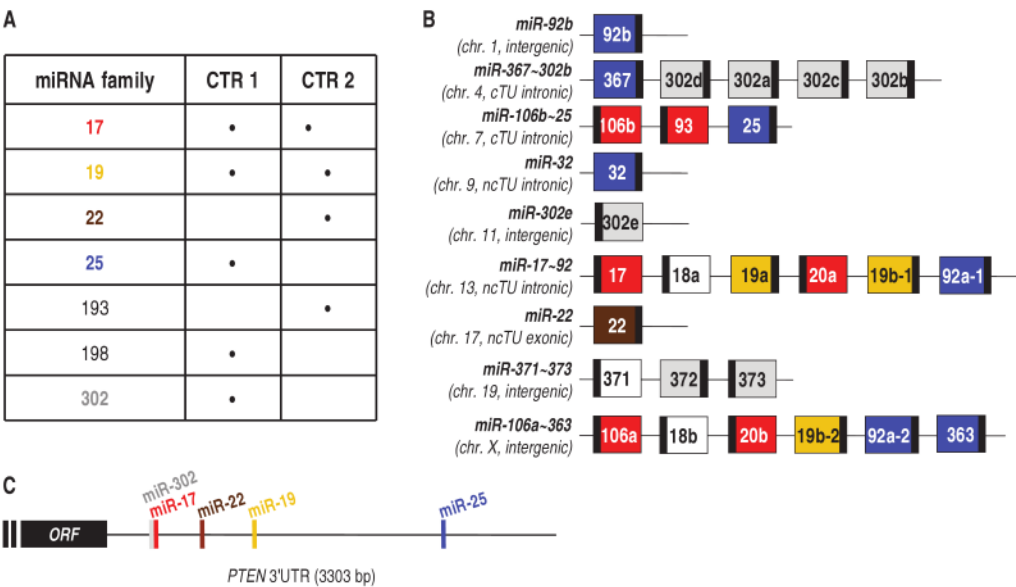 A
miRNA family CTR 1 CTR 2
17 • •
19 • •
22 •
25 •
193 •
198 •
302 •
B
miR-92b
(chr. 1, intergenic)
92b
miR-367~302b
(chr. 4, cTU intronic)
367 302d 302a 302c 302b
miR-106b~25
(chr. 7, cTU intronic)
106b 93 25
miR-32
(chr. 9, ncTU intronic)
32
miR-302e
(chr. 11, intergenic)
302e
miR-17~92
(chr. 13, ncTU intronic)
17 18a 19a 20a 19b-1 92a-1
miR-22
(chr. 17, ncTU exonic)
22
miR-371~373
(chr. 19, intergenic)
371 372 373
miR-106a~363
(chr. X, intergenic)
106a 18b 20b 19b-2 92a-2 363
C
miR-302
miR-17 miR-22 miR-19 miR-25
ORF
PTEN 3'UTR (3303 bp)